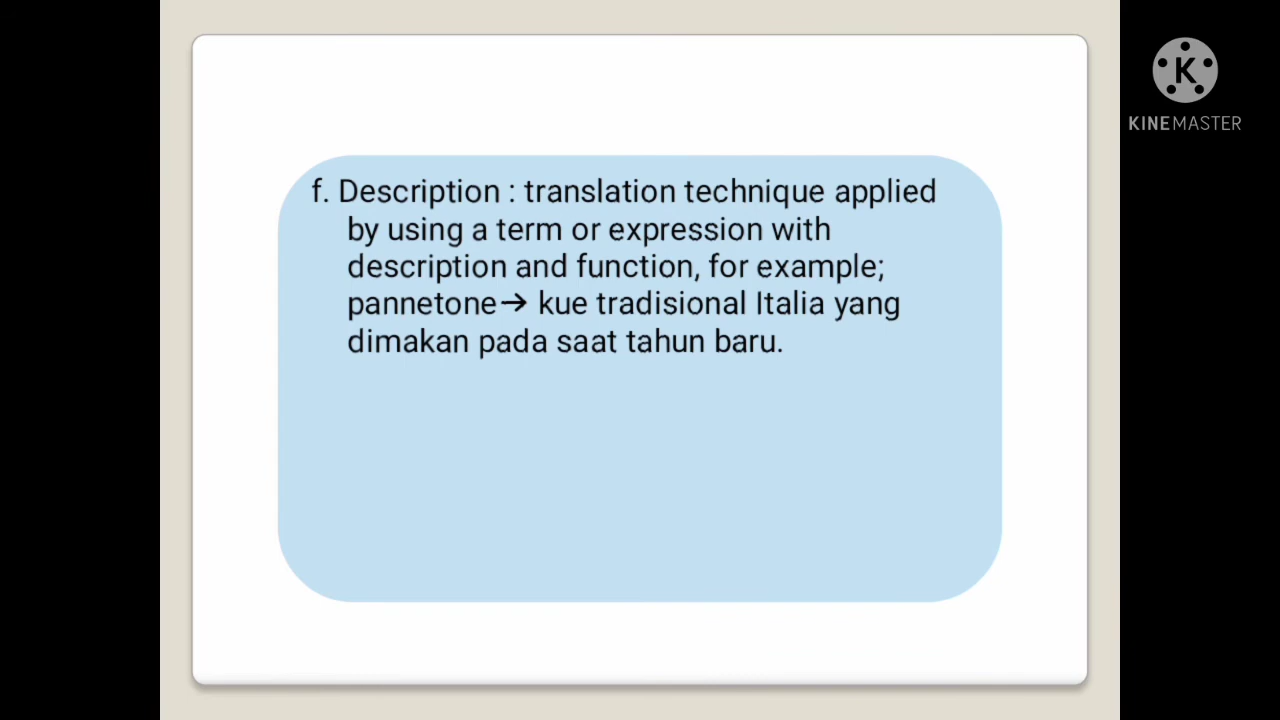 f. Description : translation technique applied
by using a term or expression with
description and function, for example;
pannetone→ kue tradisional Italia yang
dimakan pada saat tahun baru.
K
KINEMASTER